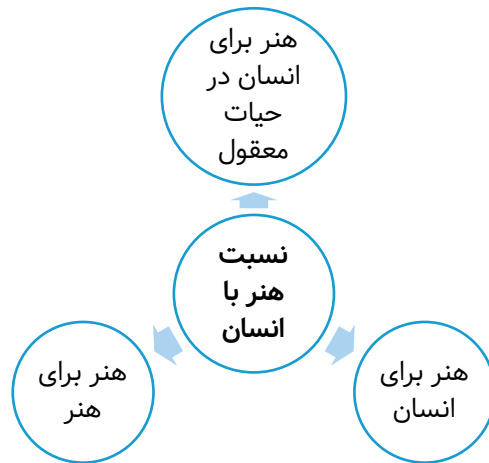 هنر برای
انسان در
حیات
معقول
نسبت
هنر با
انسان
هنر برای
انسان
هنر برای
هنر